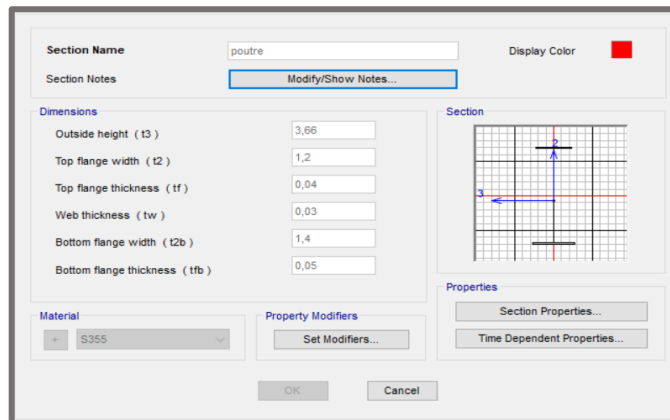 Section Name poutre Display Color
Section Notes Modify/Show Notes...
Dimensions
Outside height ( t3 ) 3,66
Top flange width ( t2 ) 1,2
Top flange thickness ( tf ) 0,04
Web thickness ( tw ) 0,03
Bottom flange width ( t2b ) 1,4
Bottom flange thickness ( tfb ) 0,05
Section
2
3
Properties
Section Properties...
Time Dependent Properties...
Material
+ S355
Property Modifiers
Set Modifiers...
OK Cancel